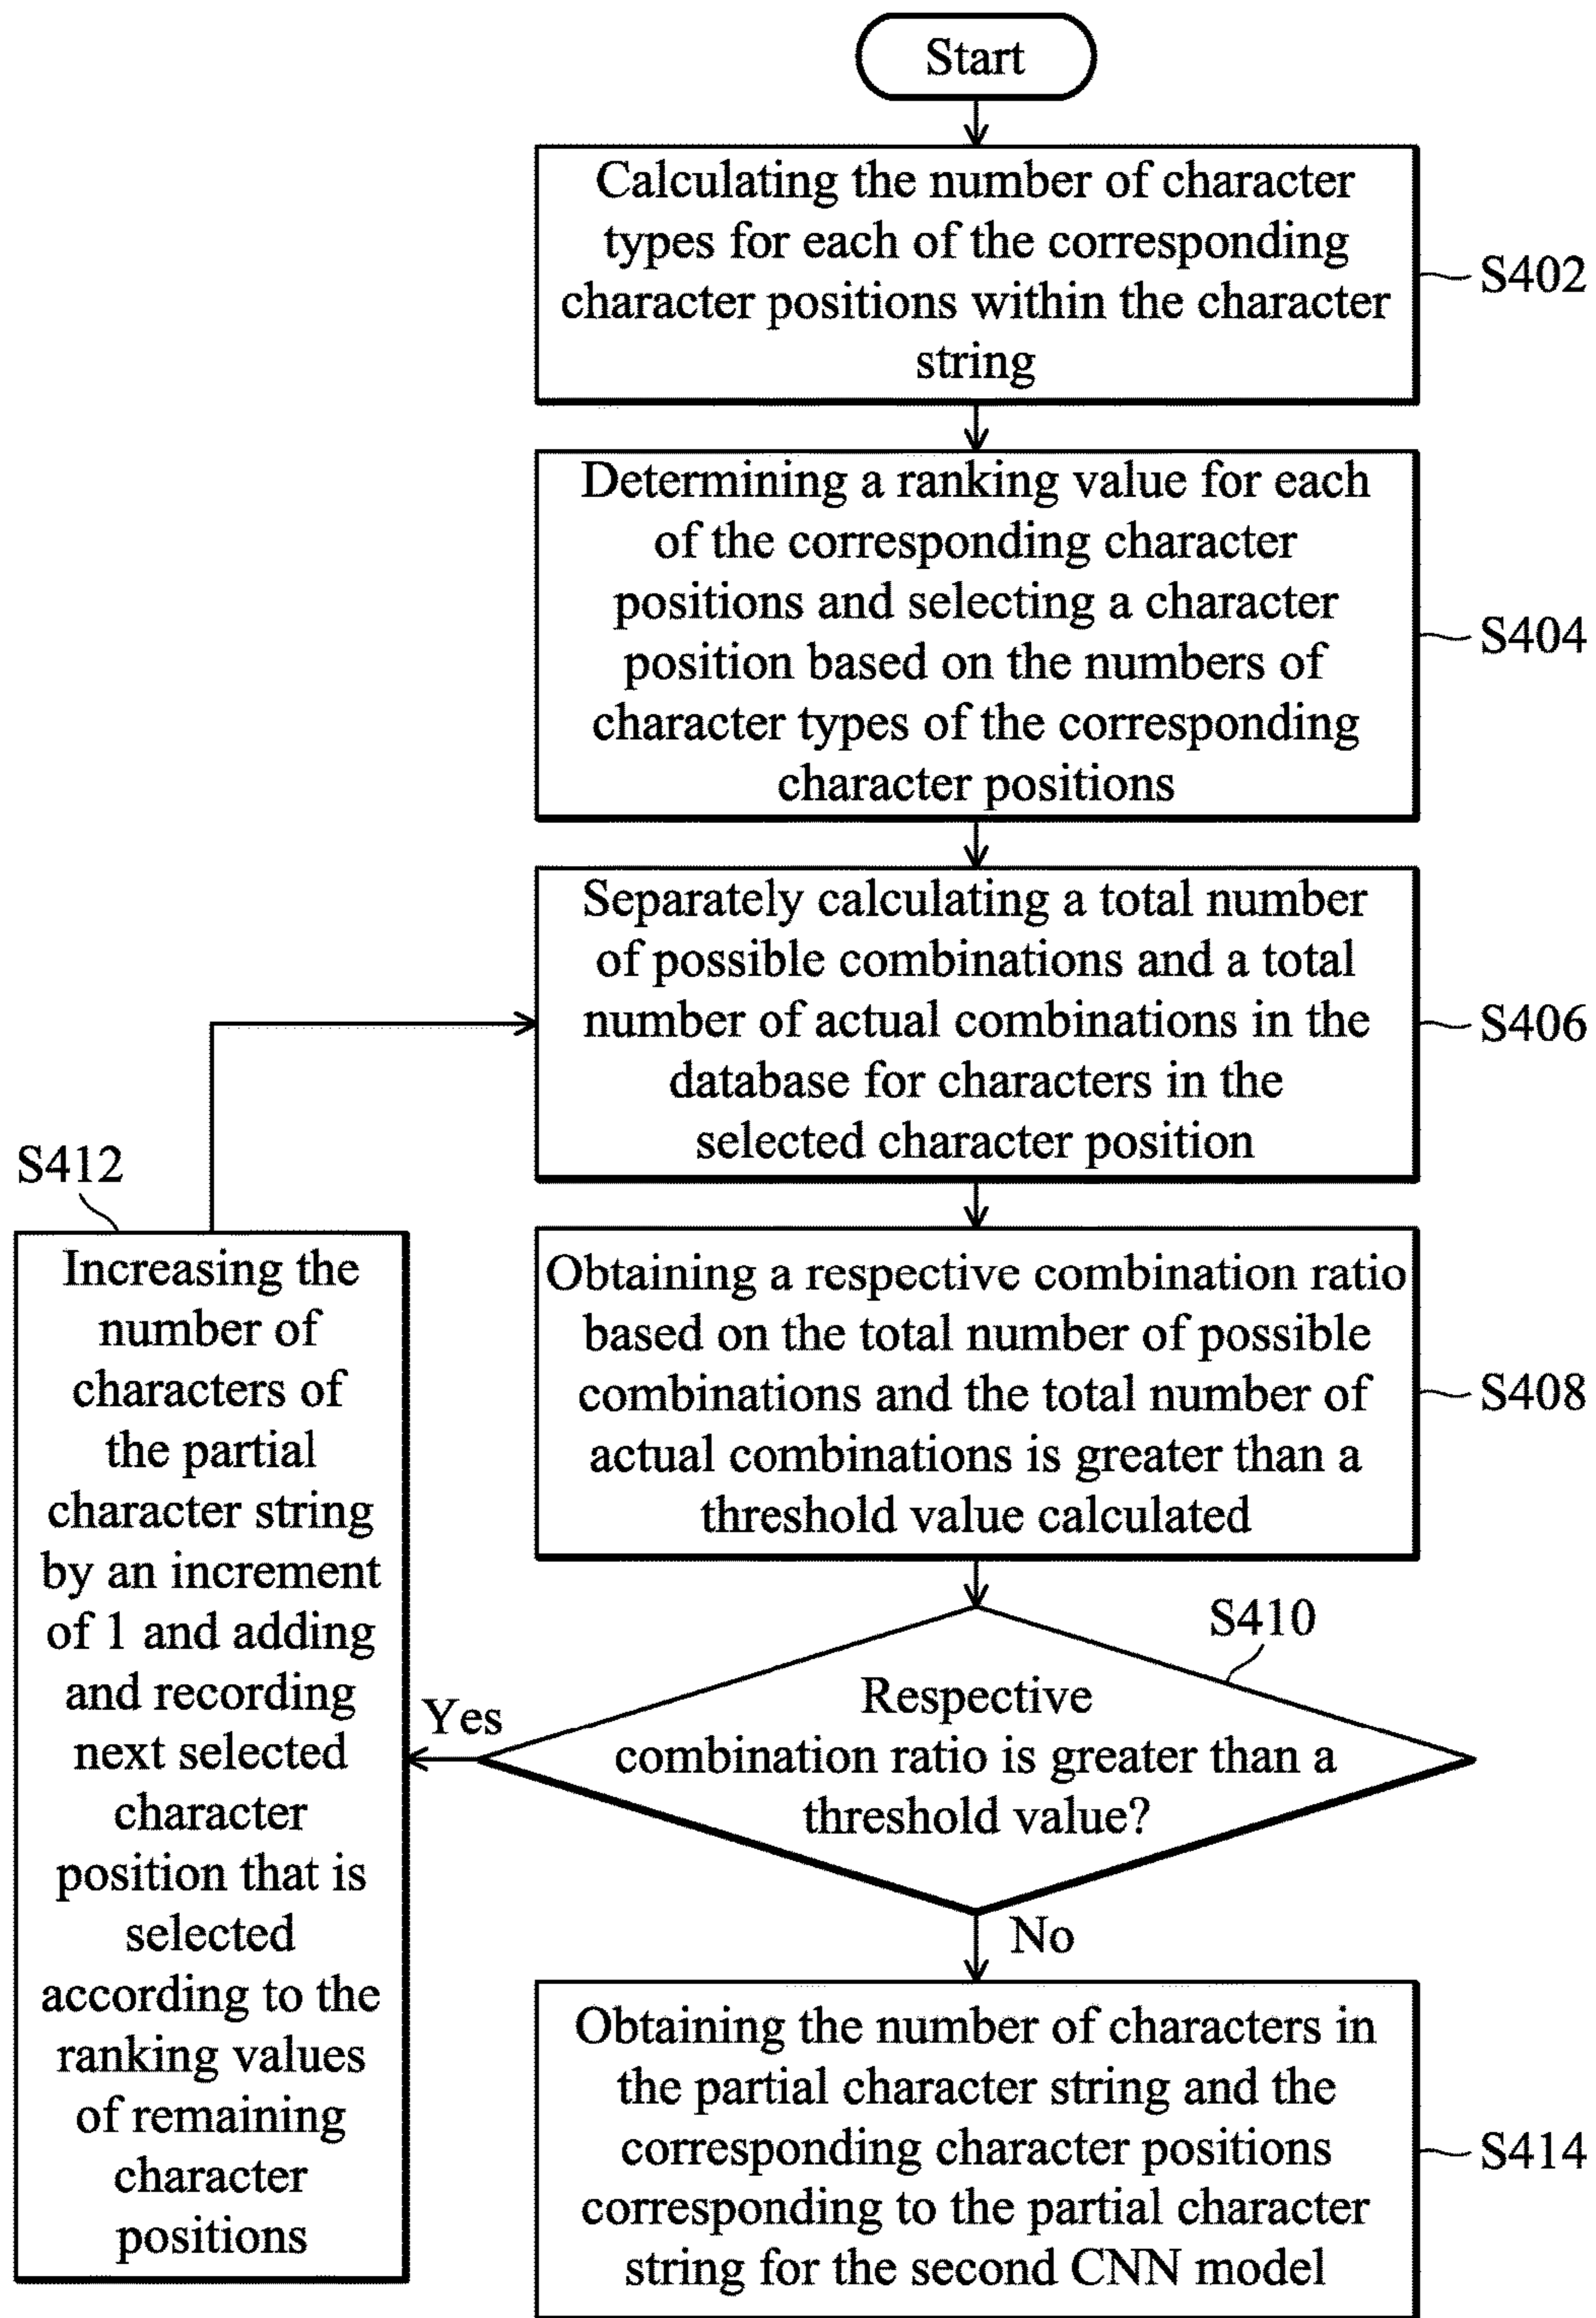 Start
Calculating the number of character
types for each of the corresponding
character positions within the character
string
S402
Determining a ranking value for each
of the corresponding character
positions and selecting a character
position based on the numbers of
character types of the corresponding
character positions
S404
Separately calculating a total number
of possible combinations and a total
number of actual combinations in the
database for characters in the
selected character position
S406
Obtaining a respective combination ratio
based on the total number of possible
combinations and the total number of
actual combinations is greater than a
threshold value calculated
S408
S410
Respective
combination ratio is greater than a
threshold value?
Yes
No
S412
Increasing the
number of
characters of
the partial
character string
by an increment
of 1 and adding
and recording
next selected
character
position that is
selected
according to the
ranking values
of remaining
character
positions
Obtaining the number of characters in
the partial character string and the
corresponding character positions
corresponding to the partial character
string for the second CNN model
S414